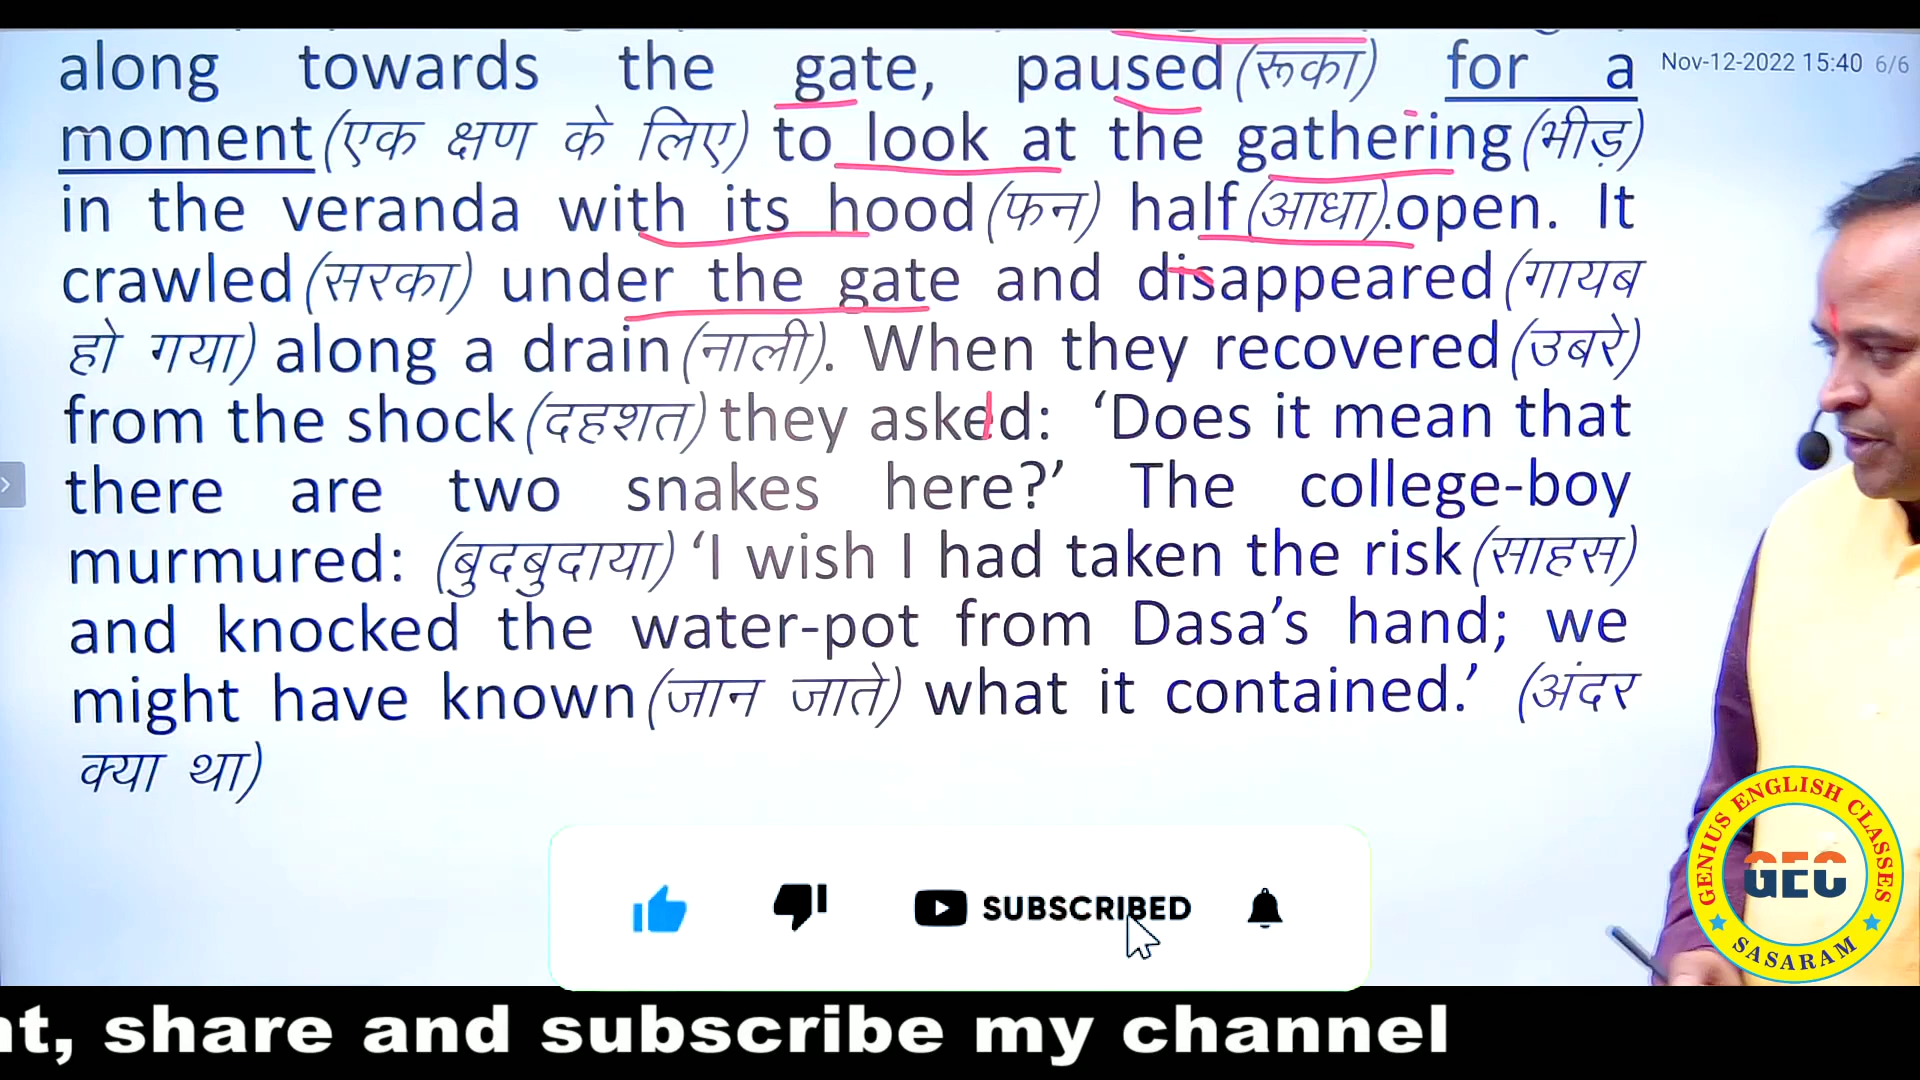 along towards the gate, paused(रूका) for a
Nov-12-2022 15:40 6/6
moment(एक क्षण के लिए) to look at the gathering(भीड़)
in the veranda with its hood(फन) half(आधा).open. It
crawled(सरका) under the gate and disappeared(गायब
हो गया) along a drain(नाली). When they recovered(उबरे)
from the shock(दहशत) they asked: ‘Does it mean that
there are two snakes here?’ The college-boy
murmured: (बुदबुदाया) ‘I wish I had taken the risk(साहस)
and knocked the water-pot from Dasa’s hand; we
might have known(जान जाते) what it contained.’ (अंदर
क्या था)
GENIUS ENGLISH CLASSES
GEC
SASARAM
SUBSCRIBED
nt, share and subscribe my channel